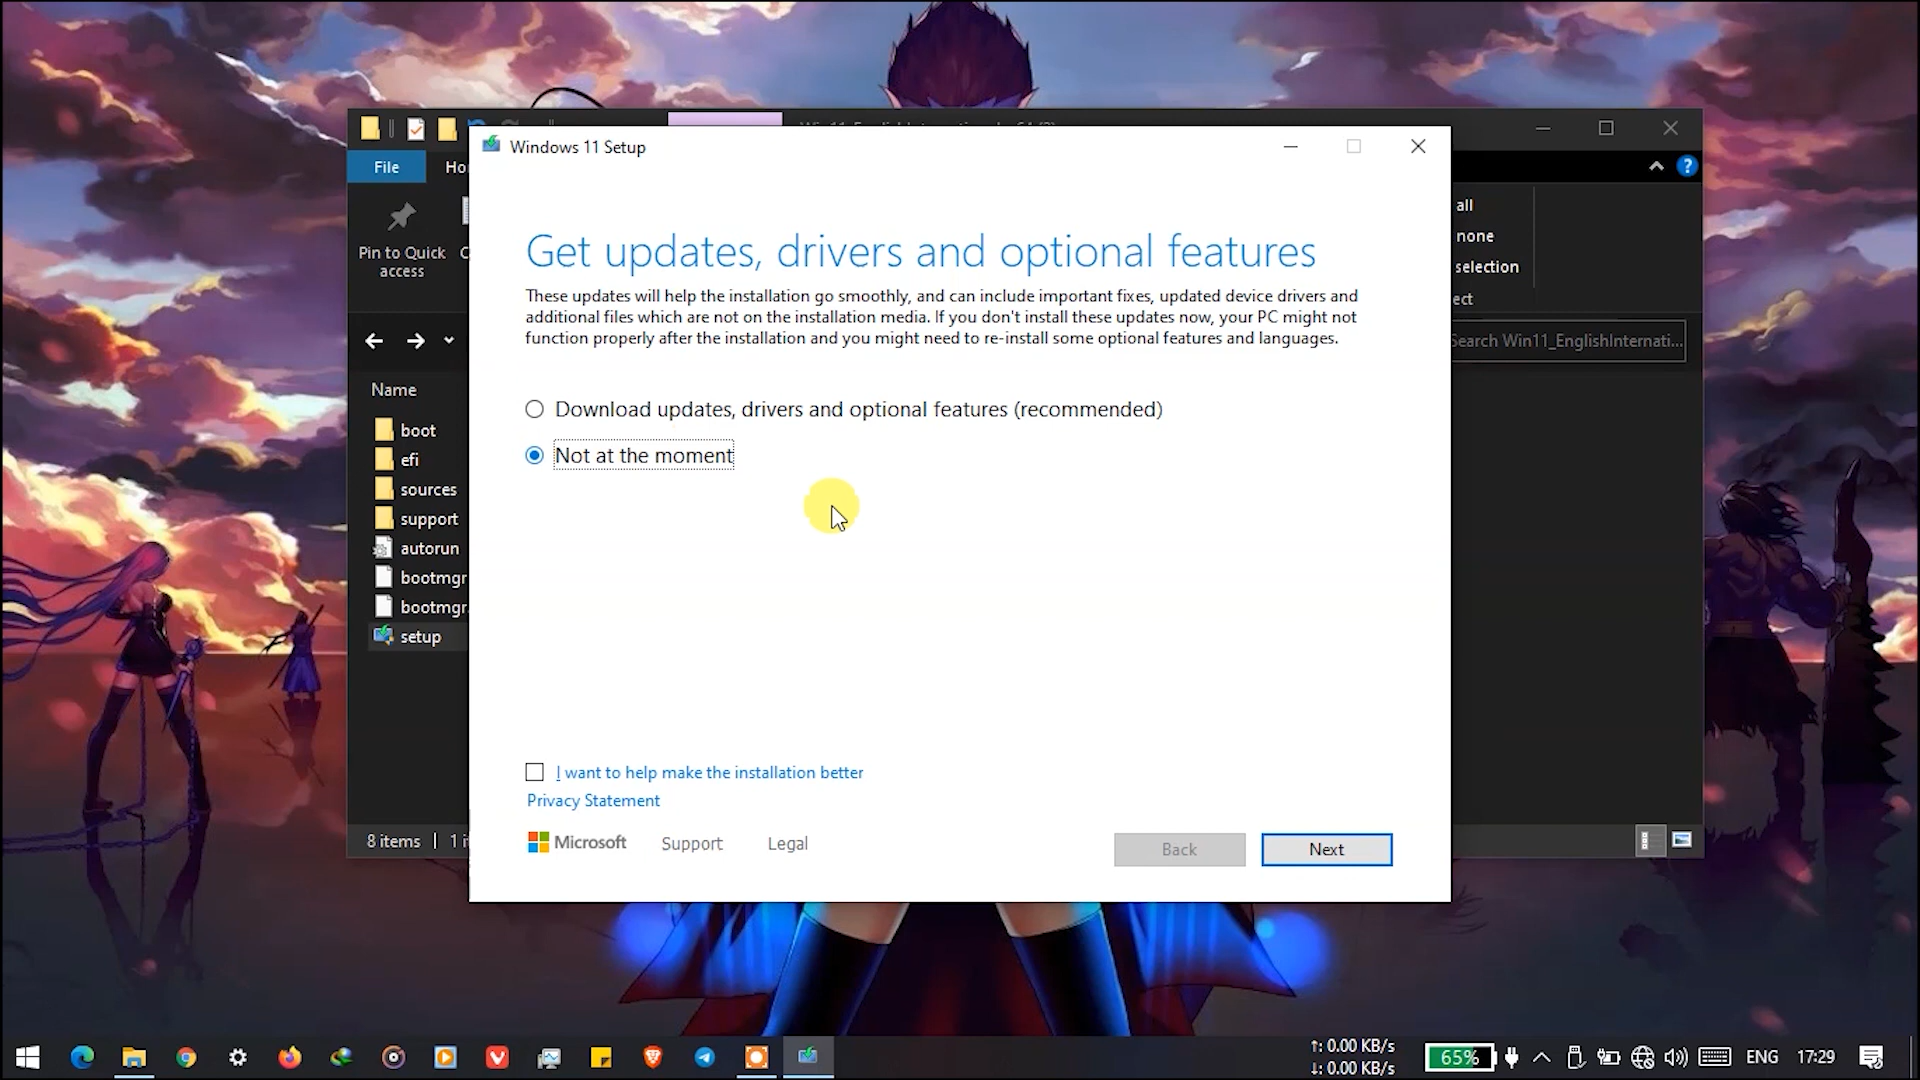 Windows 11 Setup
File
Pin to Quick
access
all
none
selection
Search Win11_EnglishInternati...
Name
boot
efi
sources
support
autorun
bootmgr
bootmgr.
setup
8 items
Get updates, drivers and optional features
These updates will help the installation go smoothly, and can include important fixes, updated device drivers and
additional files which are not on the installation media. If you don't install these updates now, your PC might not
function properly after the installation and you might need to re-install some optional features and languages.
Download updates, drivers and optional features (recommended)
Not at the moment
I want to help make the installation better
Privacy Statement
Microsoft
Support
Legal
Back
Next
↑: 0.00 KB/s
↓: 0.00 KB/s
65%
ENG
17:29